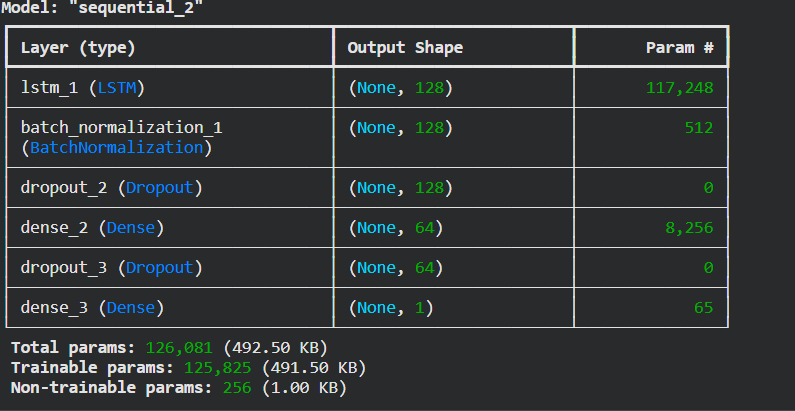 Model: "sequential_2"
Layer (type) Output Shape Param #
lstm_1 (LSTM) (None, 128) 117,248
batch_normalization_1 (None, 128) 512
(BatchNormalization)
dropout_2 (Dropout) (None, 128) 0
dense_2 (Dense) (None, 64) 8,256
dropout_3 (Dropout) (None, 64) 0
dense_3 (Dense) (None, 1) 65
Total params: 126,081 (492.50 KB)
Trainable params: 125,825 (491.50 KB)
Non-trainable params: 256 (1.00 KB)